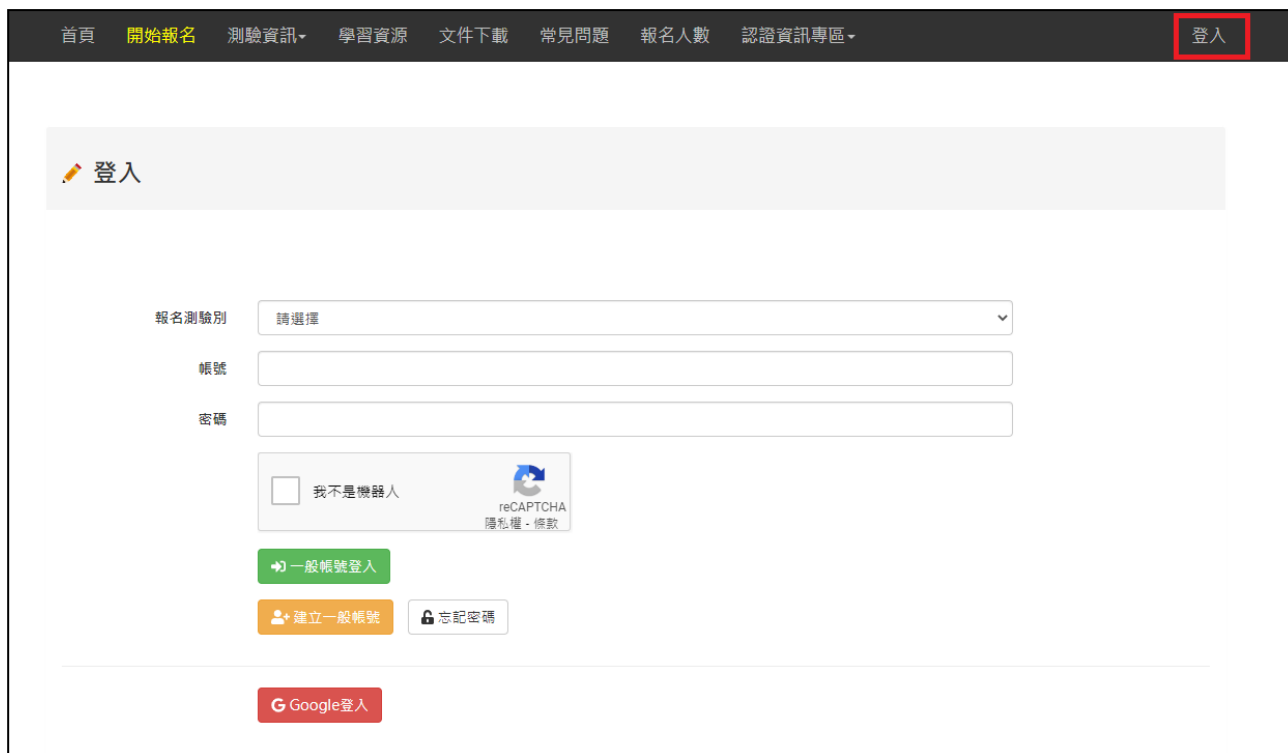 首頁 開始報名 測驗資訊 學習資源 文件下載 常見問題 報名人數 認證資訊專區 登入
登入
報名測驗別 請選擇
帳號
密碼
我不是機器人
reCAPTCHA
隱私權 - 條款
一般帳號登入
建立一般帳號 忘記密碼
Google登入